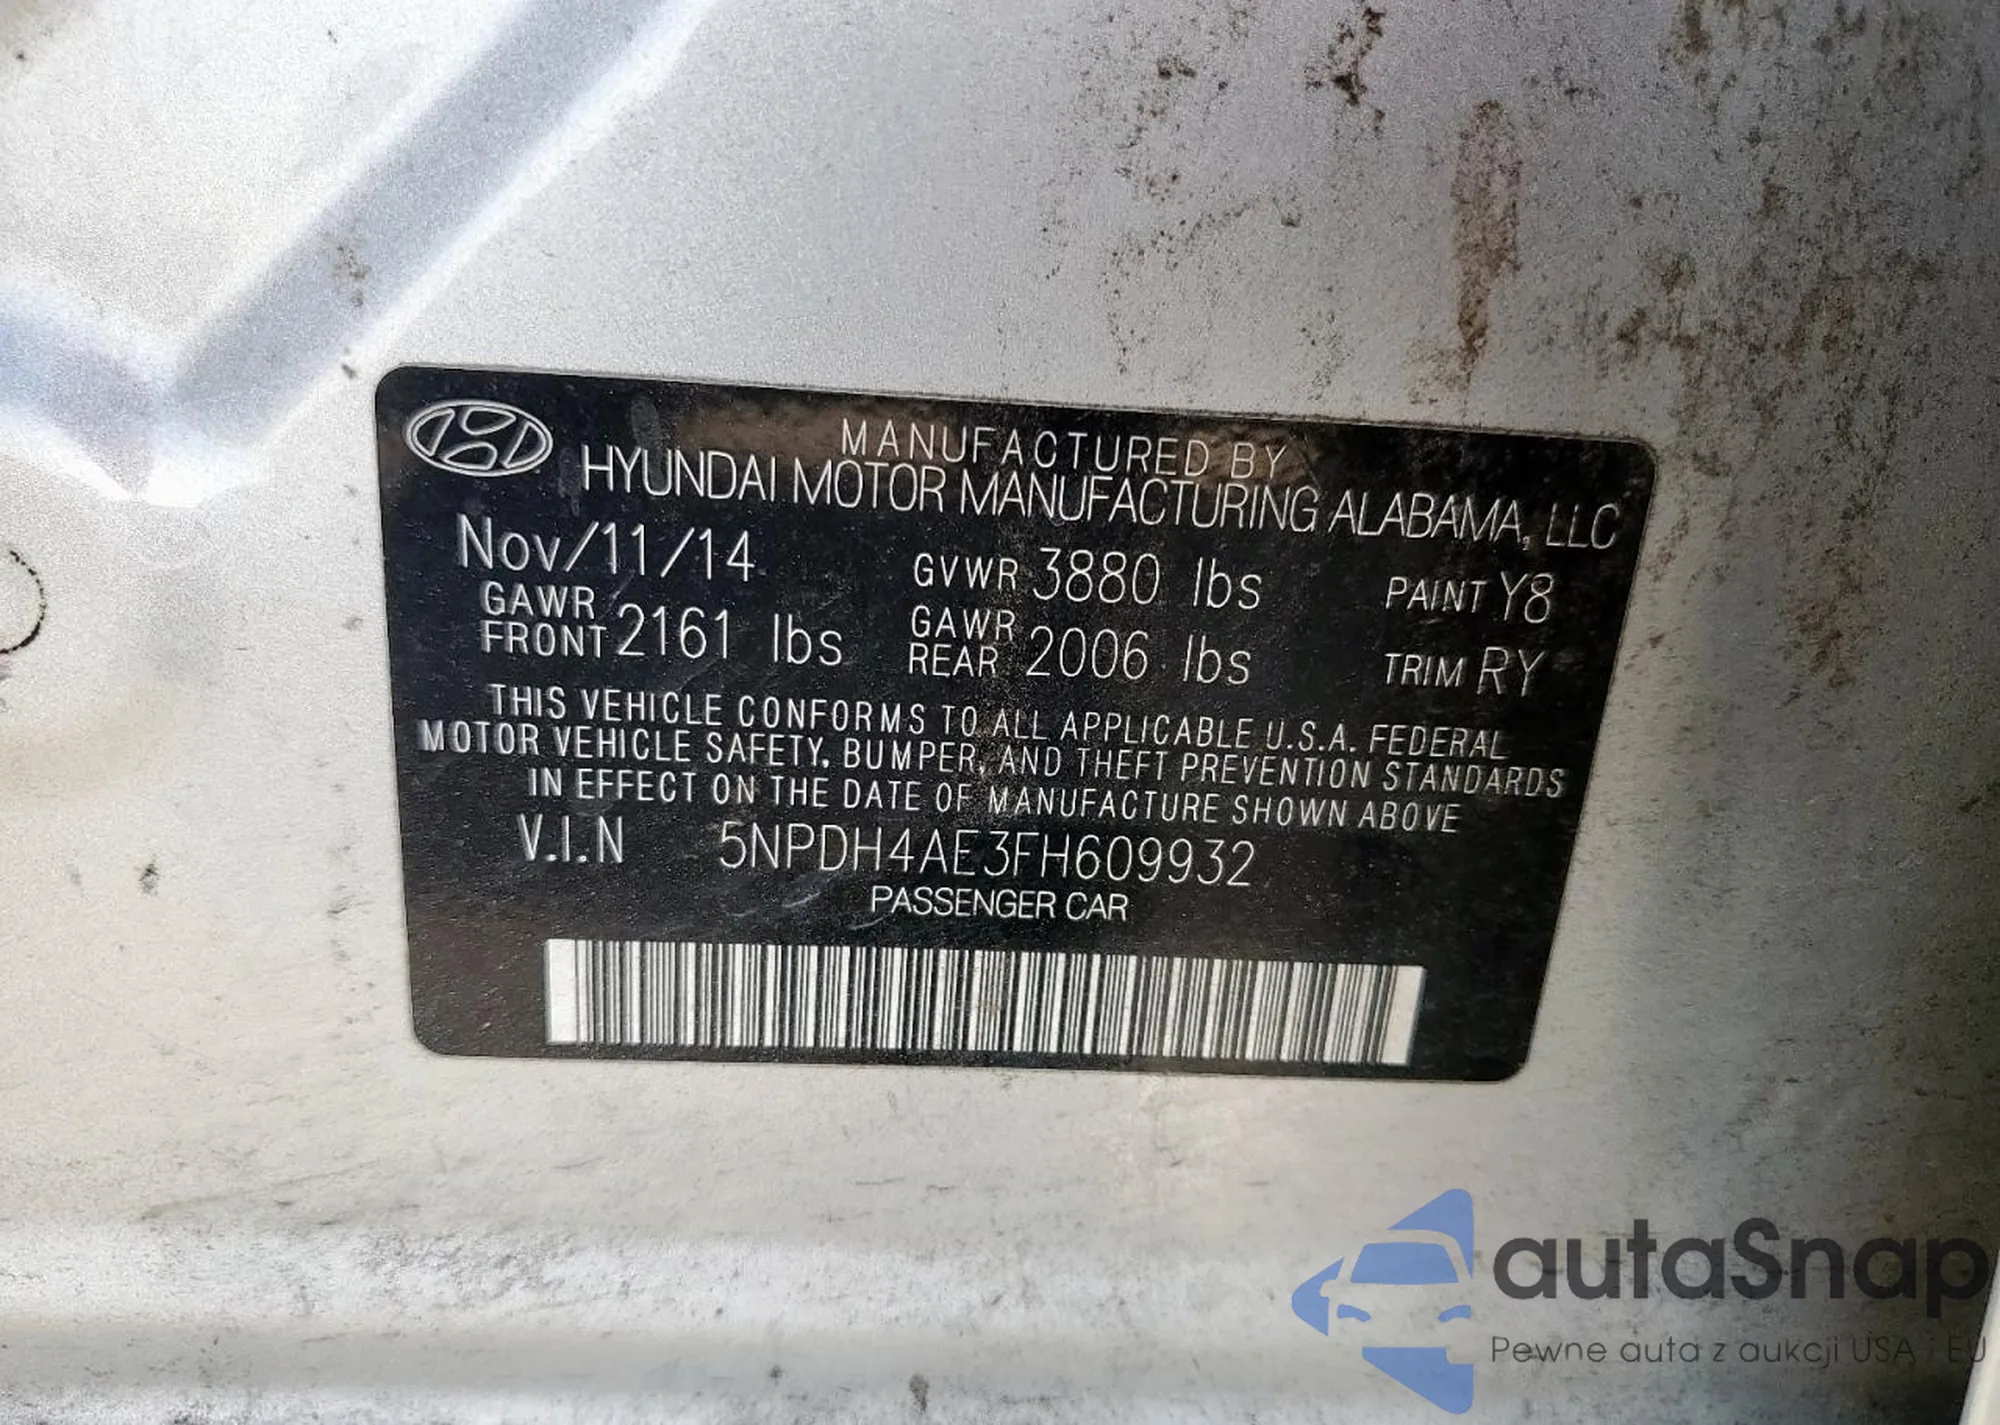 MANUFACTURED BY
HYUNDAI MOTOR MANUFACTURING ALABAMA, LLC
Nov/11/14 GVWR 3880 lbs PAINT Y8
GAWR FRONT 2161 lbs GAWR REAR 2006 lbs TRIM RY
THIS VEHICLE CONFORMS TO ALL APPLICABLE U.S.A. FEDERAL
MOTOR VEHICLE SAFETY, BUMPER, AND THEFT PREVENTION STANDARDS
IN EFFECT ON THE DATE OF MANUFACTURE SHOWN ABOVE
V.I.N 5NPDH4AE3FH609932
PASSENGER CAR
autaSnap
Pewne auta z aukcji USA i EU